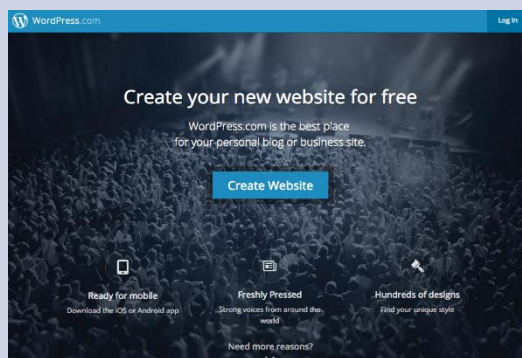 WordPress.com
Log In
Create your new website for free
WordPress.com is the best place
for your personal blog or business site.
Create Website
Ready for mobile
Download the iOS or Android app
Freshly Pressed
Strong voices from around the
world
Hundreds of designs
Find your unique style
Need more reasons?